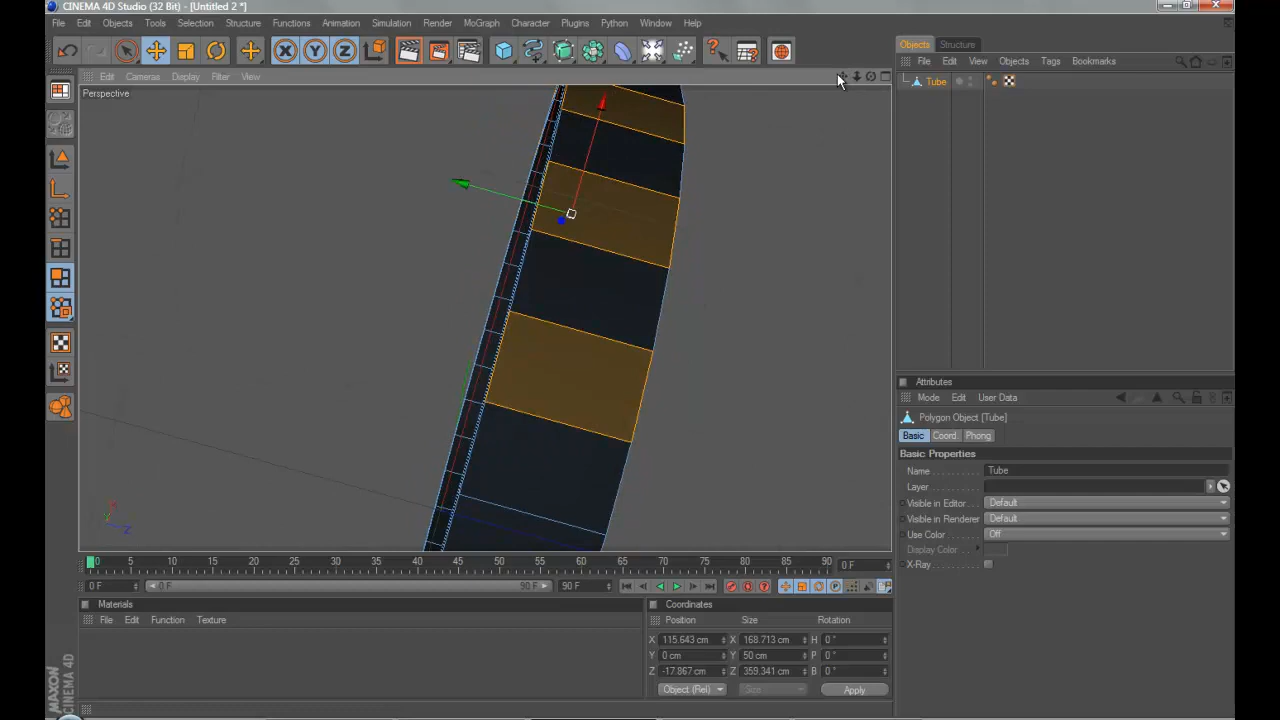 CINEMA 4D Studio (32 Bit) - [Untitled 2 *]
File Edit Objects Tools Selection Structure Functions Animation Simulation Render MoGraph Character Plugins Python Window Help
Objects Structure
File Edit View Objects Tags Bookmarks
Edit Cameras Display Filter View
Tube
Perspective
Attributes
Mode Edit User Data
Polygon Object [Tube]
Basic Coord. Phong
Basic Properties
Name Tube
Layer
Visible in Editor Default
Visible in Renderer Default
Use Color Off
Display Color
X-Ray
0 5 10 15 20 25 30 35 40 45 50 55 60 65 70 75 80 85 90 0 F
0 F 0 F 90 F 90 F
Materials
File Edit Function Texture
Coordinates
Position Size Rotation
X 115.643 cm X 168.713 cm H 0 °
Y 0 cm Y 50 cm P 0 °
Z -17.867 cm Z 359.341 cm B 0 °
Object (Rel) Size Apply
MAXON
CINEMA 4D